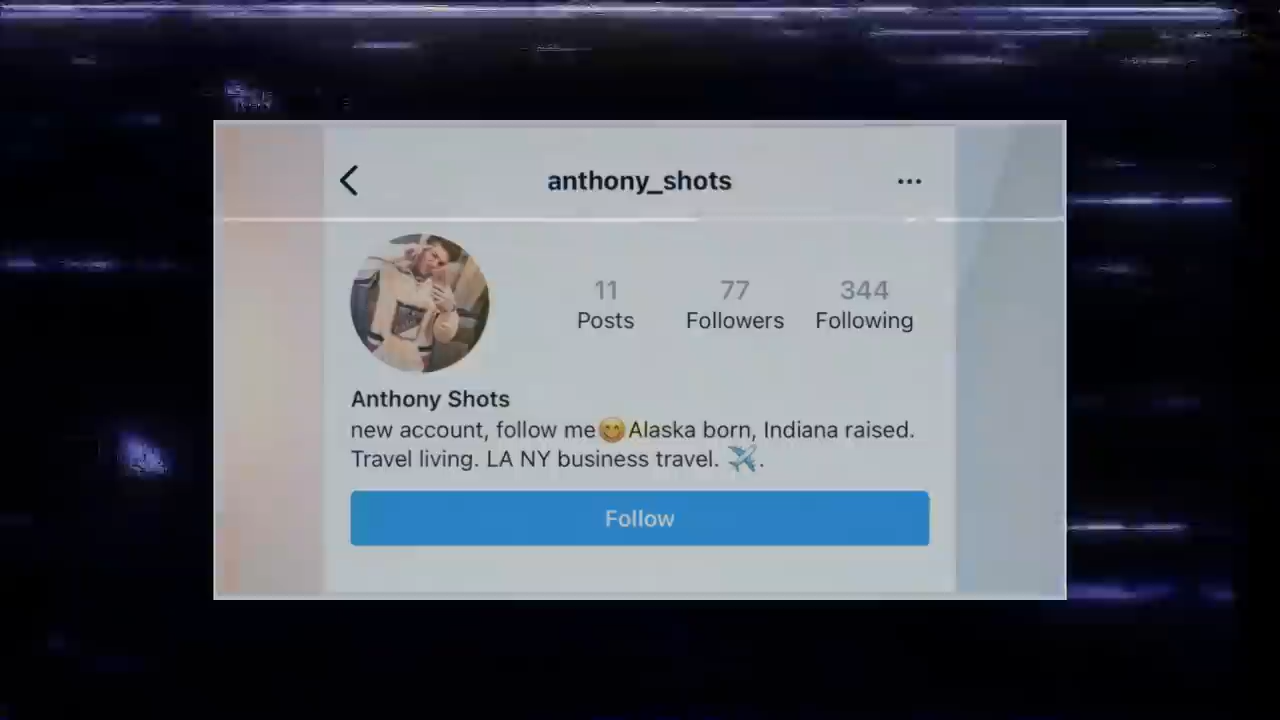 anthony_shots
11 77 344
Posts Followers Following
Anthony Shots
new account, follow me😋Alaska born, Indiana raised.
Travel living. LA NY business travel. ✈️.
Follow